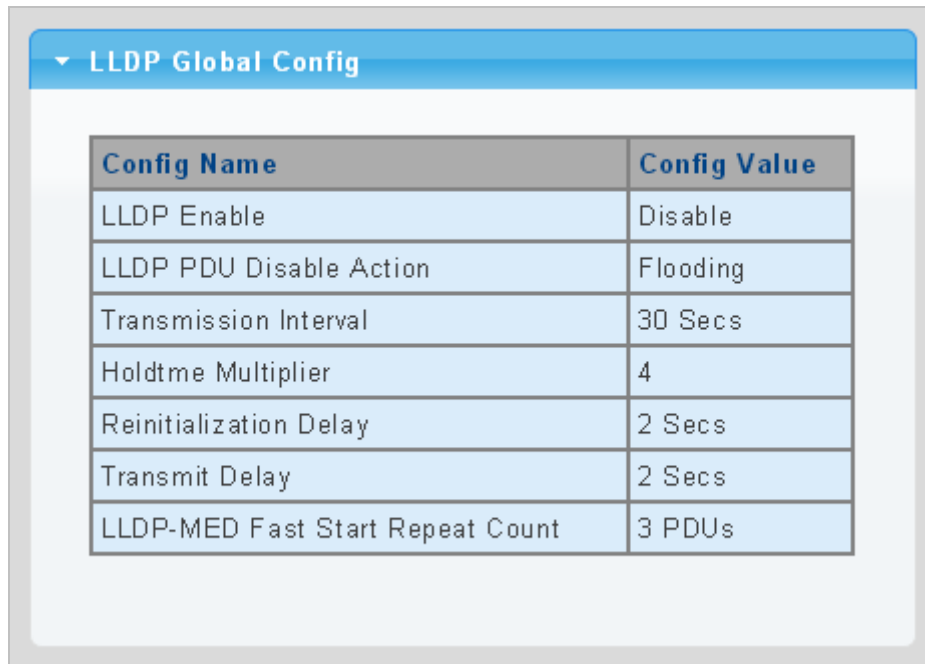 LLDP Global Config
Config Name Config Value
LLDP Enable Disable
LLDP PDU Disable Action Flooding
Transmission Interval 30 Secs
Holdtme Multiplier 4
Reinitialization Delay 2 Secs
Transmit Delay 2 Secs
LLDP-MED Fast Start Repeat Count 3 PDUs